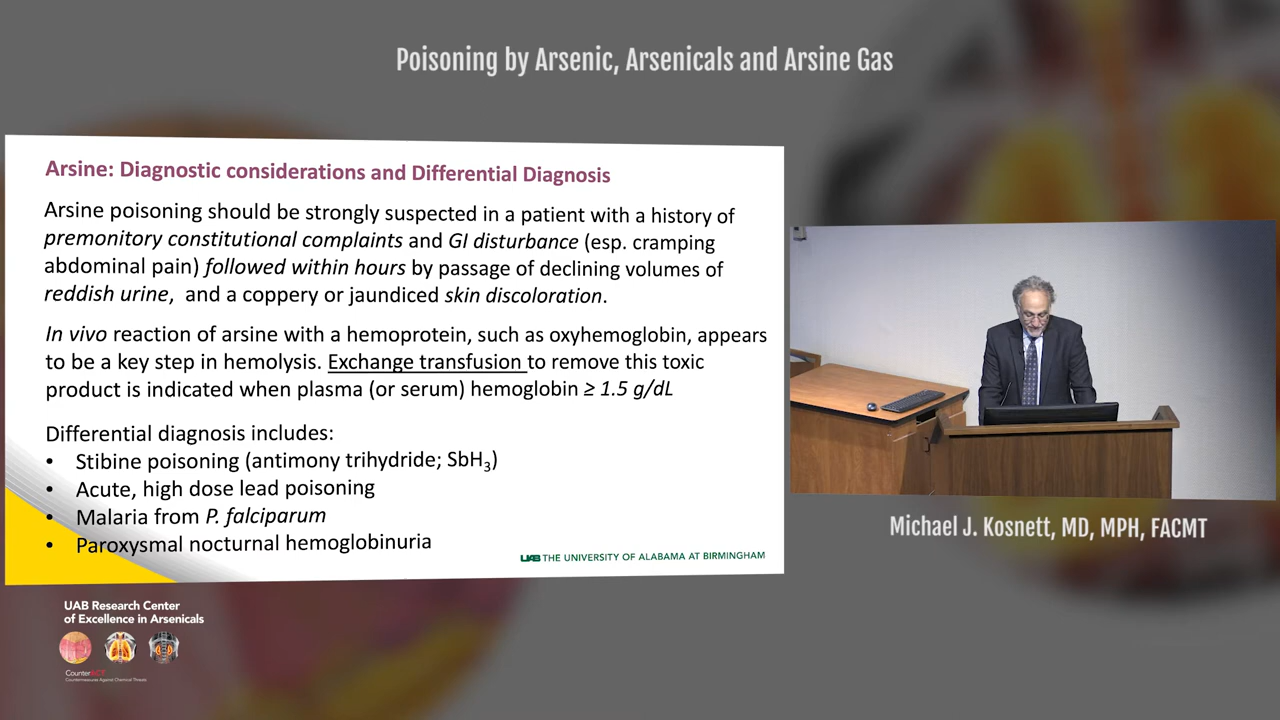 Poisoning by Arsenic, Arsenicals and Arsine Gas
Arsine: Diagnostic considerations and Differential Diagnosis
Arsine poisoning should be strongly suspected in a patient with a history of
premonitory constitutional complaints and GI disturbance (esp. cramping
abdominal pain) followed within hours by passage of declining volumes of
reddish urine, and a coppery or jaundiced skin discoloration.
In vivo reaction of arsine with a hemoprotein, such as oxyhemoglobin, appears
to be a key step in hemolysis. Exchange transfusion to remove this toxic
product is indicated when plasma (or serum) hemoglobin ≥ 1.5 g/dL
Differential diagnosis includes:
• Stibine poisoning (antimony trihydride; SbH₃)
• Acute, high dose lead poisoning
• Malaria from P. falciparum
• Paroxysmal nocturnal hemoglobinuria
UAB THE UNIVERSITY OF ALABAMA AT BIRMINGHAM
Michael J. Kosnett, MD, MPH, FACMT
UAB Research Center
of Excellence in Arsenicals
CounterACT
Countermeasures Against Chemical Threats